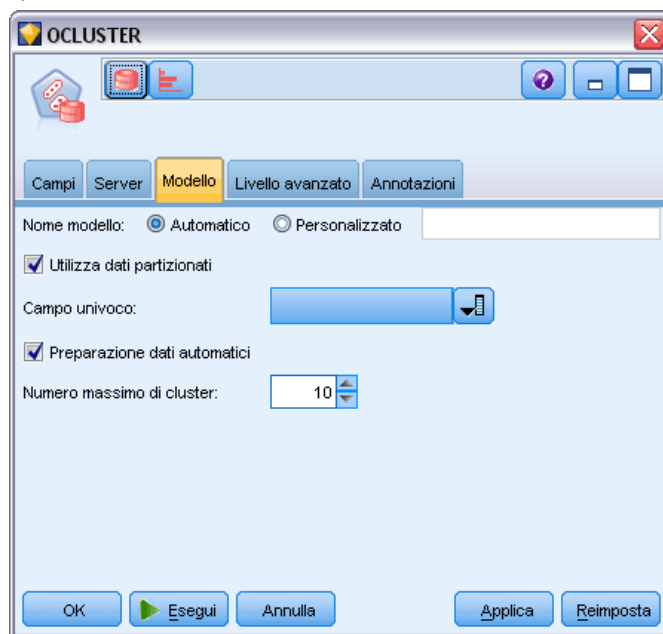 OCLUSTER
Campi Server Modello Livello avanzato Annotazioni
Nome modello: Automatico Personalizzato
Utilizza dati partizionati
Campo univoco:
Preparazione dati automatici
Numero massimo di cluster: 10
OK Esegui Annulla Applica Reimposta